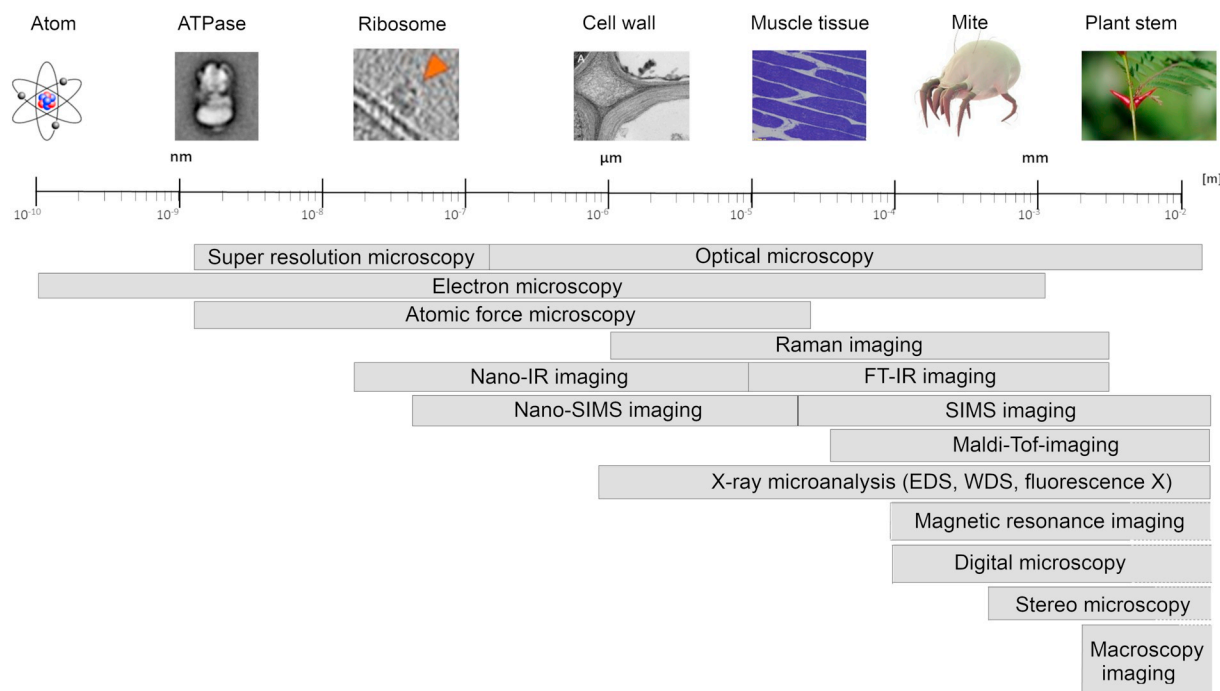 Atom
ATPase
Ribosome
Cell wall
Muscle tissue
Mite
Plant stem
A
nm
µm
mm
[m]
10-10
10-9
10-8
10-7
10-6
10-5
10-4
10-3
10-2
Super resolution microscopy
Optical microscopy
Electron microscopy
Atomic force microscopy
Raman imaging
Nano-IR imaging
FT-IR imaging
Nano-SIMS imaging
SIMS imaging
Maldi-Tof-imaging
X-ray microanalysis (EDS, WDS, fluorescence X)
Magnetic resonance imaging
Digital microscopy
Stereo microscopy
Macroscopy
imaging